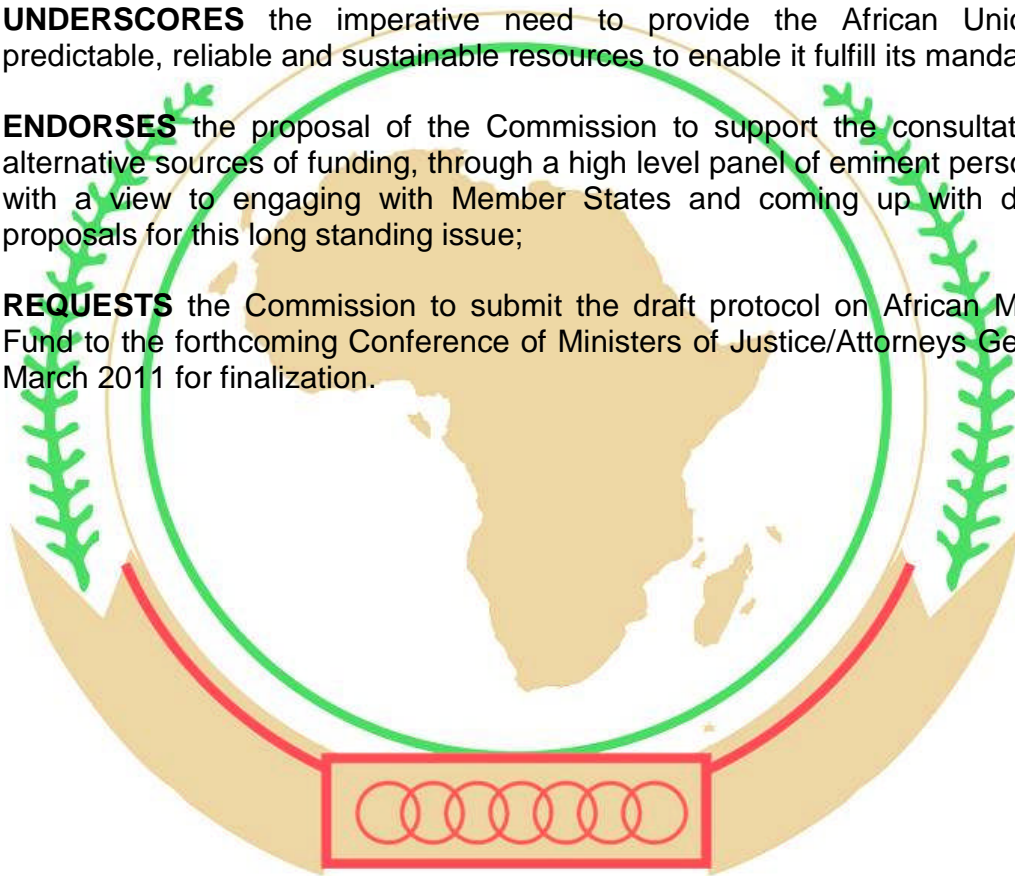 UNDERSCORES the imperative need to provide the African Unio
predictable, reliable and sustainable resources to enable it fulfill its manda
ENDORSES the proposal of the Commission to support the consultat
alternative sources of funding, through a high level panel of eminent perso
with a view to engaging with Member States and coming up with d
proposals for this long standing issue;
REQUESTS the Commission to submit the draft protocol on African M
Fund to the forthcoming Conference of Ministers of Justice/Attorneys Ge
March 2011 for finalization.